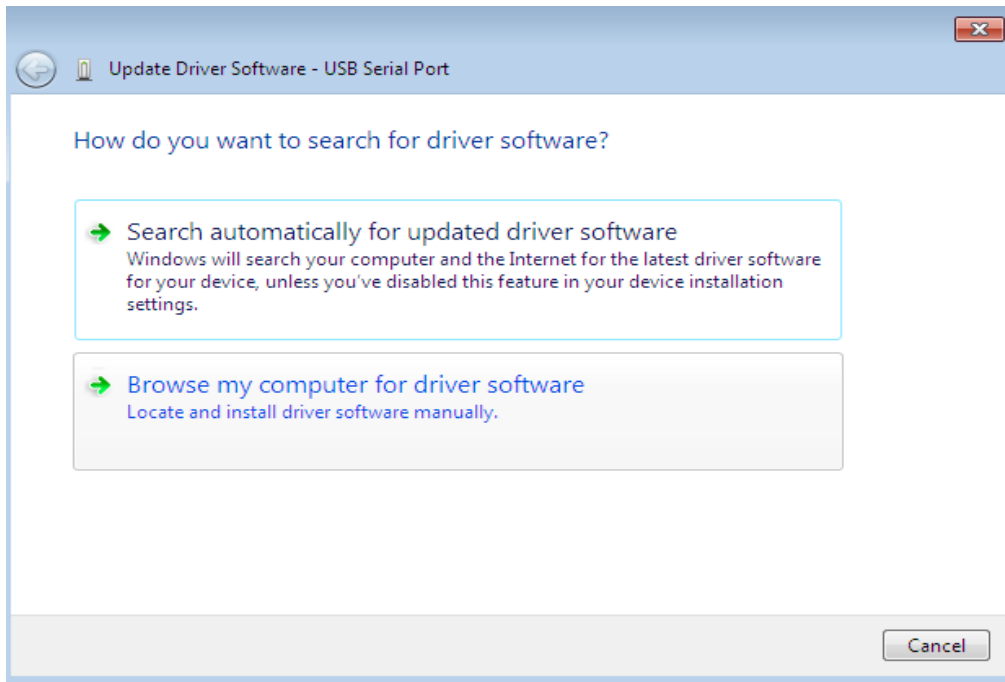 Update Driver Software - USB Serial Port
How do you want to search for driver software?
Search automatically for updated driver software
Windows will search your computer and the Internet for the latest driver software
for your device, unless you've disabled this feature in your device installation
settings.
Browse my computer for driver software
Locate and install driver software manually.
Cancel